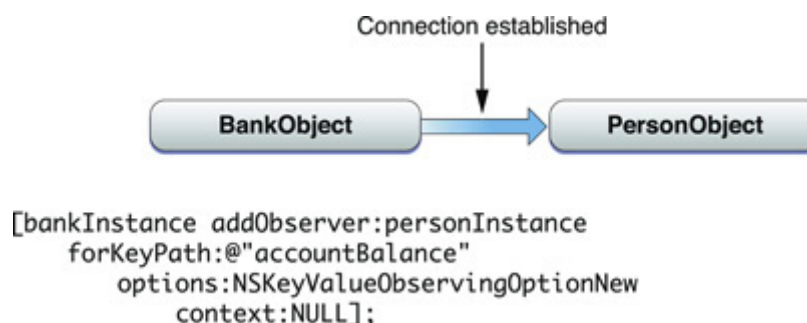 Connection established
BankObject
PersonObject
[bankInstance addObserver:personInstance
forKeyPath:@"accountBalance"
options:NSKeyValueObservingOptionNew
context:NULL];